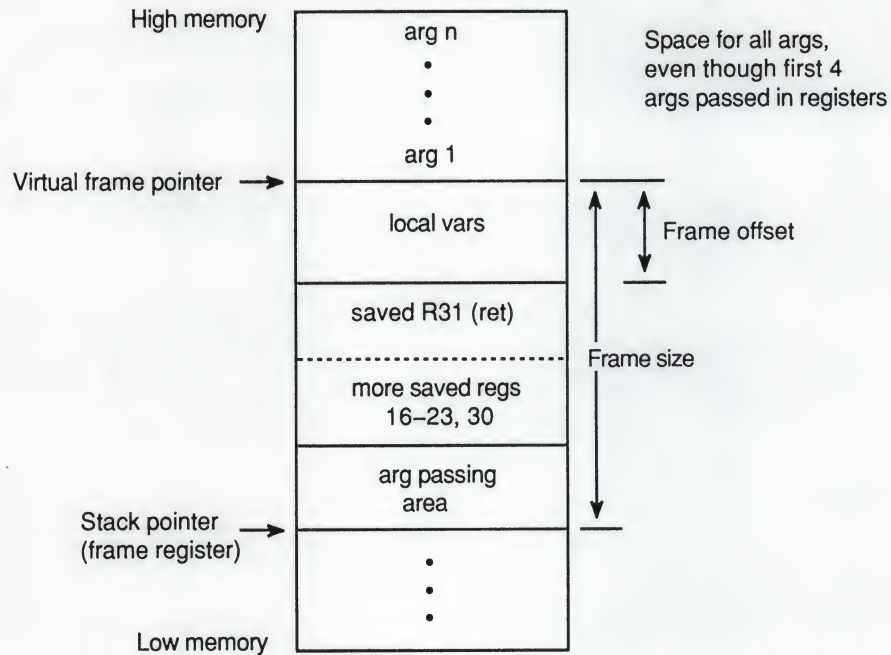 High memory
arg n
Space for all args,
even though first 4
args passed in registers
arg 1
Virtual frame pointer
local vars
Frame offset
saved R31 (ret)
Frame size
more saved regs
16–23, 30
arg passing
area
Stack pointer
(frame register)
Low memory